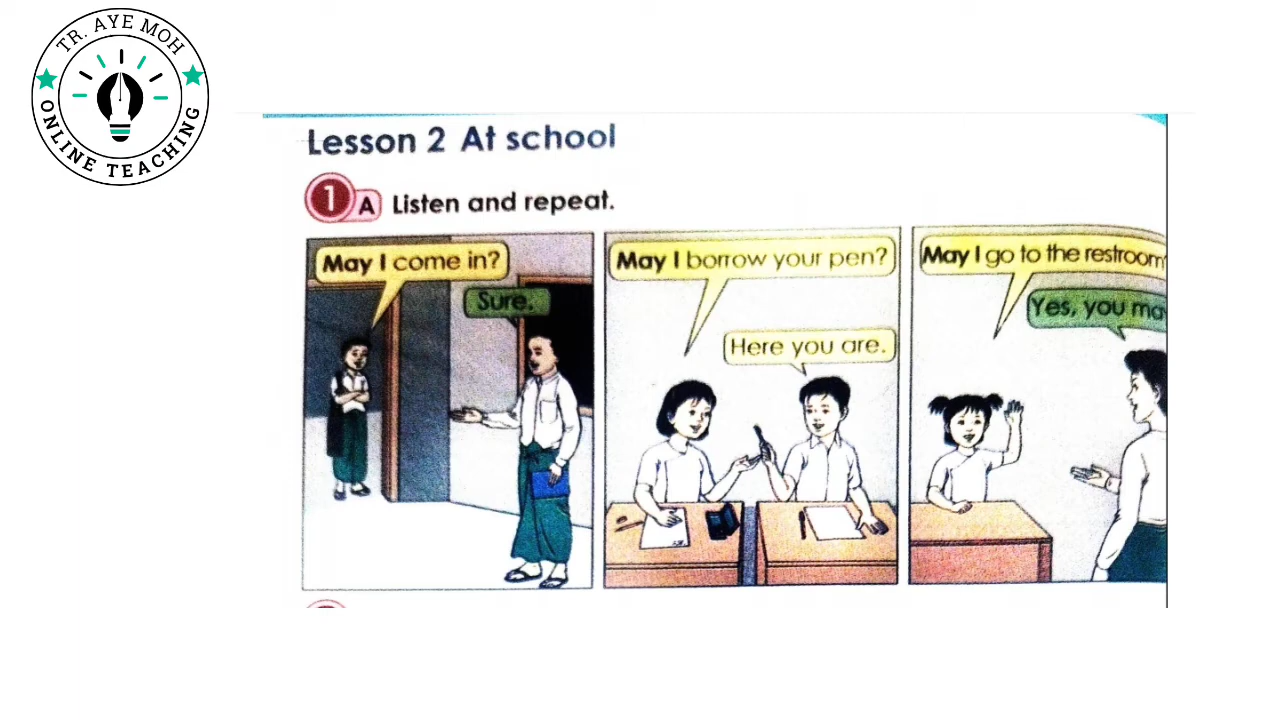 TR. AYE MOH
ONLINE TEACHING
Lesson 2 At school
1 A Listen and repeat.
May I come in?
Sure.
May I borrow your pen?
Here you are.
May I go to the restroom
Yes, you